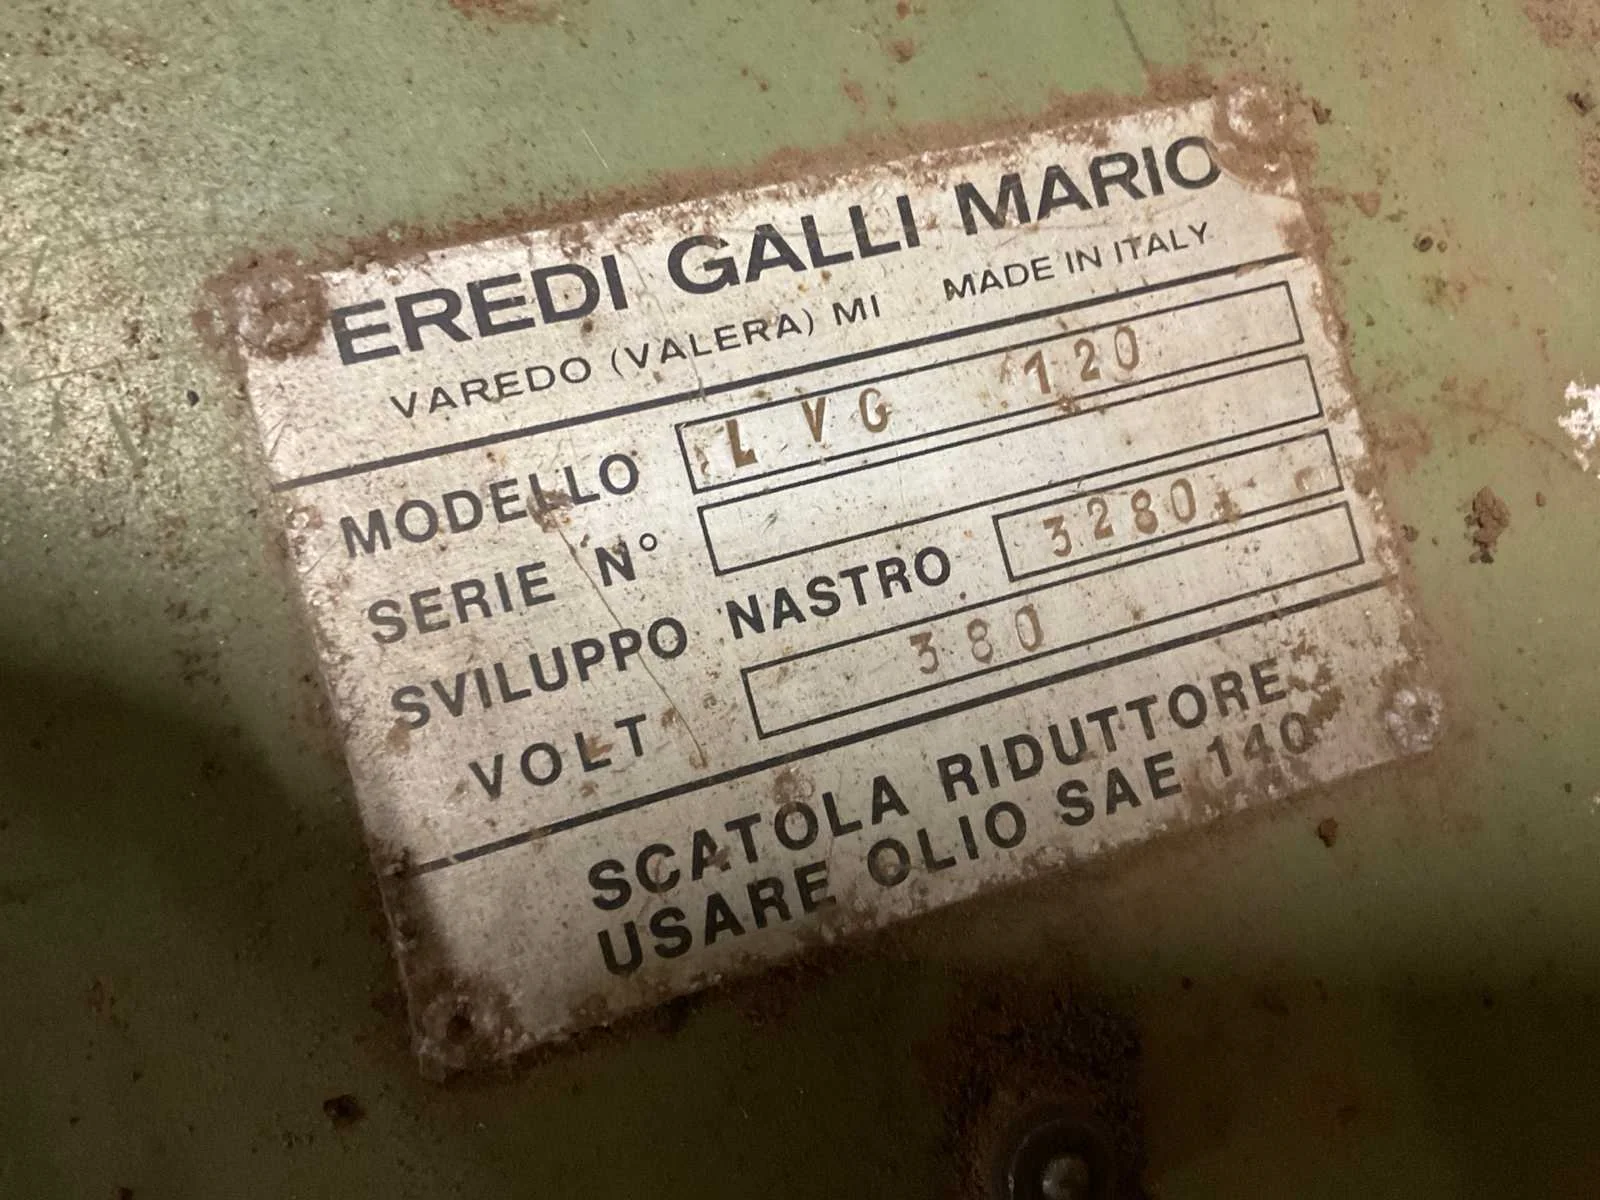 EREDI GALLI MARIO
VAREDO (VALERA) MI MADE IN ITALY
MODELLO LVG 120
SERIE N°
SVILUPPO NASTRO 3280
VOLT 380
SCATOLA RIDUTTORE
USARE OLIO SAE 140